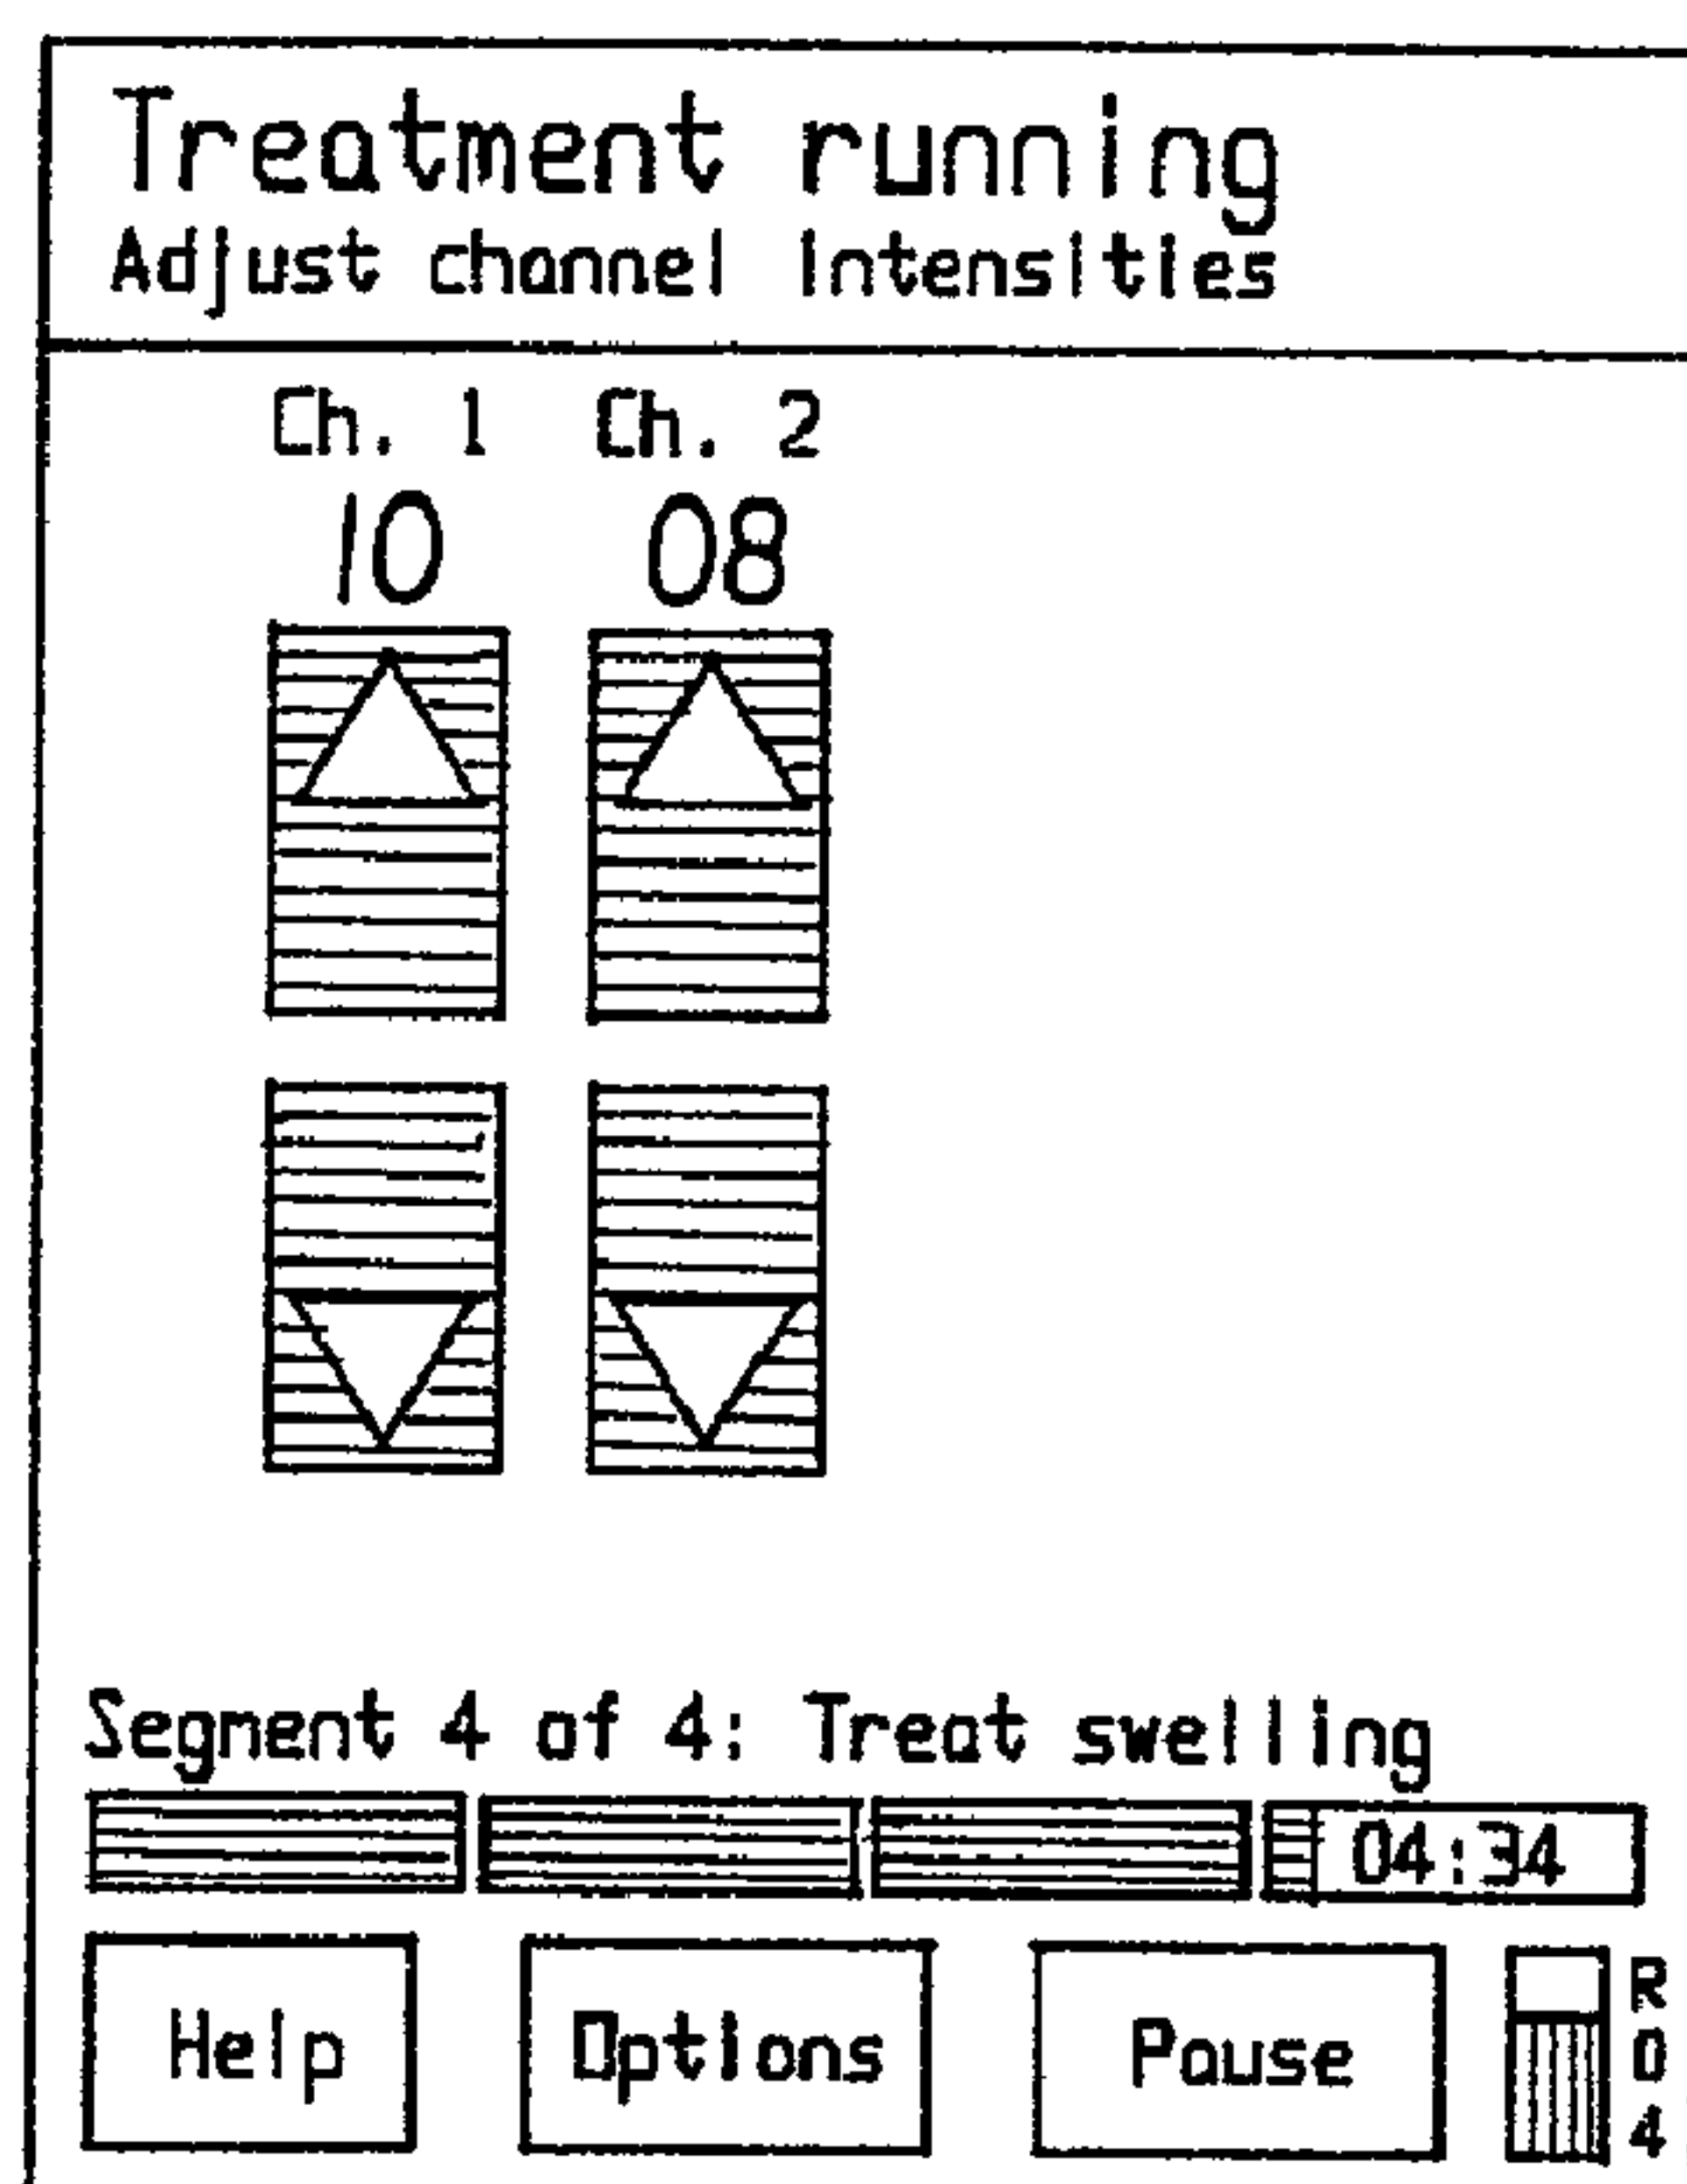 Treatment running
Adjust channel intensities
Ch. 1 Ch. 2
10 08
Segment 4 of 4: Treat swelling
04:34
Help Options Pause
R
0
4